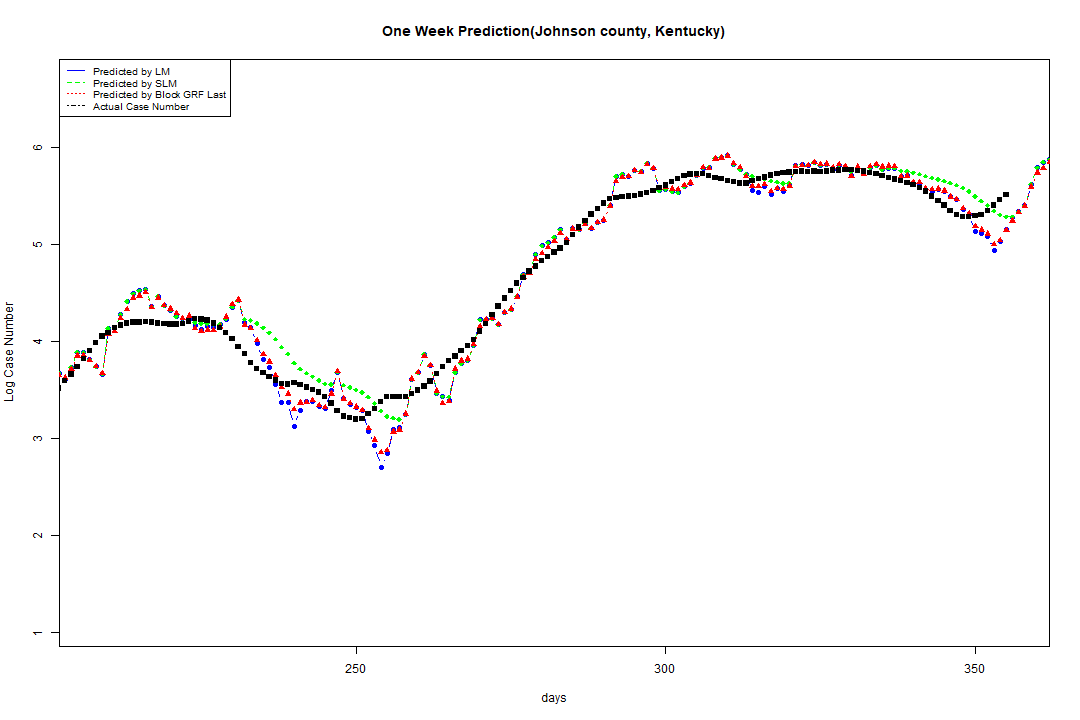 One Week Prediction(Johnson county, Kentucky)
Predicted by LM
Predicted by SLM
Predicted by Block GRF Last
Actual Case Number
Log Case Number
6
5
4
3
2
1
250
300
350
days